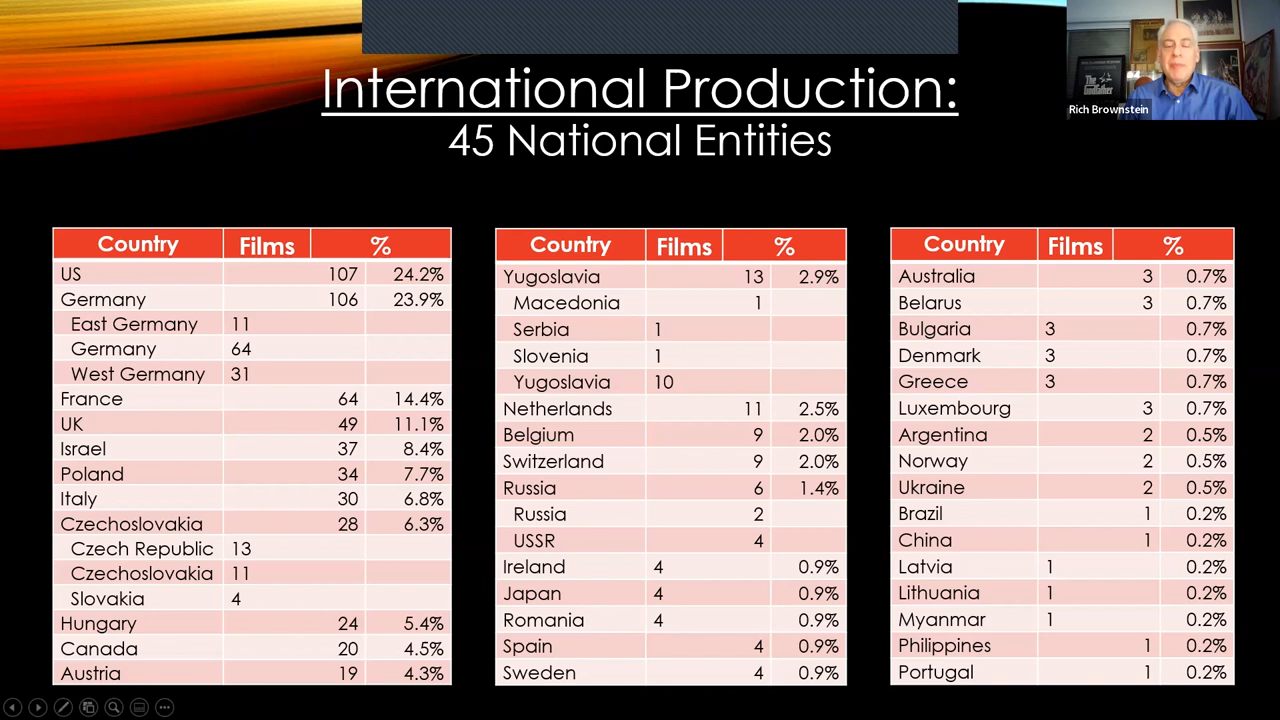 International Production:
45 National Entities
Rich Brownstein
The
Godfather
Country Films %
US 107 24.2%
Germany 106 23.9%
East Germany 11
Germany 64
West Germany 31
France 64 14.4%
UK 49 11.1%
Israel 37 8.4%
Poland 34 7.7%
Italy 30 6.8%
Czechoslovakia 28 6.3%
Czech Republic 13
Czechoslovakia 11
Slovakia 4
Hungary 24 5.4%
Canada 20 4.5%
Austria 19 4.3%
Country Films %
Yugoslavia 13 2.9%
Macedonia 1
Serbia 1
Slovenia 1
Yugoslavia 10
Netherlands 11 2.5%
Belgium 9 2.0%
Switzerland 9 2.0%
Russia 6 1.4%
Russia 2
USSR 4
Ireland 4 0.9%
Japan 4 0.9%
Romania 4 0.9%
Spain 4 0.9%
Sweden 4 0.9%
Country Films %
Australia 3 0.7%
Belarus 3 0.7%
Bulgaria 3 0.7%
Denmark 3 0.7%
Greece 3 0.7%
Luxembourg 3 0.7%
Argentina 2 0.5%
Norway 2 0.5%
Ukraine 2 0.5%
Brazil 1 0.2%
China 1 0.2%
Latvia 1 0.2%
Lithuania 1 0.2%
Myanmar 1 0.2%
Philippines 1 0.2%
Portugal 1 0.2%